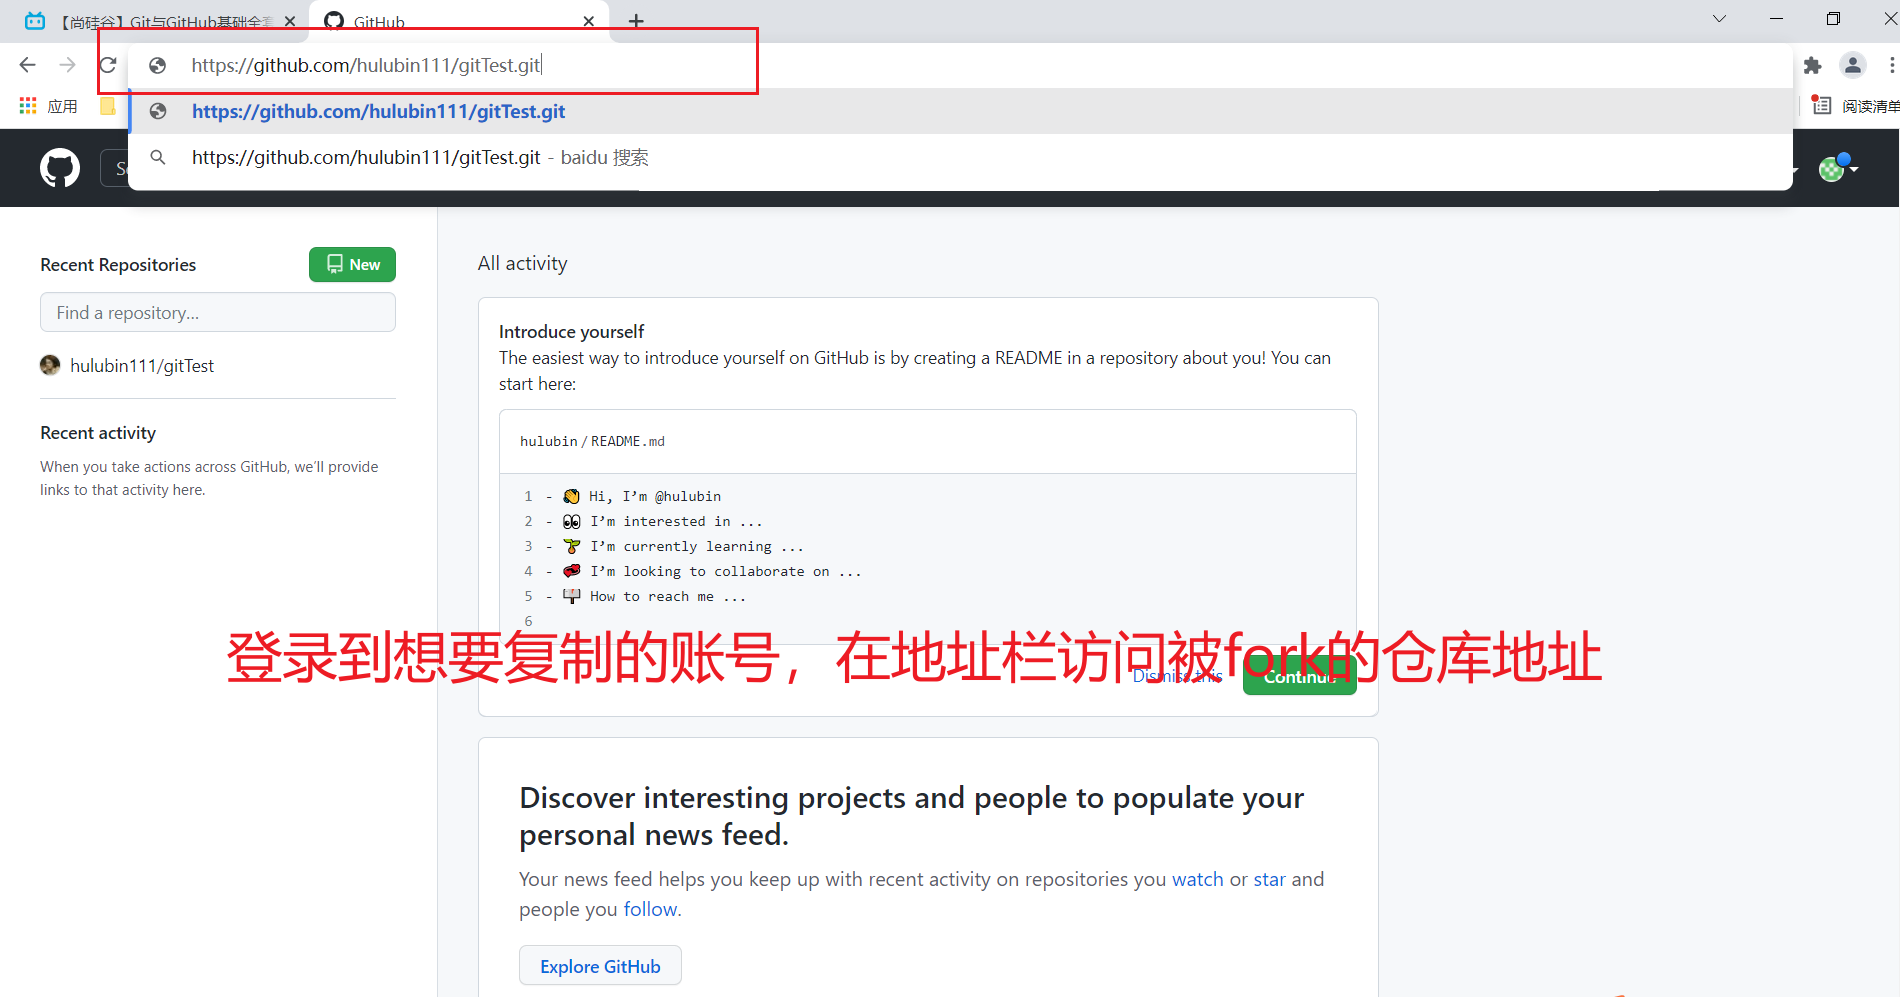 【尚硅谷】Git与GitHub基础全套
GitHub
https://github.com/hulubin111/gitTest.git
应用
https://github.com/hulubin111/gitTest.git
阅读清单
https://github.com/hulubin111/gitTest.git - baidu 搜索
Recent Repositories
New
Find a repository...
hulubin111/gitTest
Recent activity
When you take actions across GitHub, we'll provide
links to that activity here.
All activity
Introduce yourself
The easiest way to introduce yourself on GitHub is by creating a README in a repository about you! You can
start here:
hulubin / README.md
1 - 👋 Hi, I'm @hulubin
2 - 👀 I'm interested in ...
3 - 🌱 I'm currently learning ...
4 - 💞️ I'm looking to collaborate on ...
5 - 📫 How to reach me ...
6
登录到想要复制的账号，在地址栏访问被fork的仓库地址
Dismiss this
Continue
Discover interesting projects and people to populate your
personal news feed.
Your news feed helps you keep up with recent activity on repositories you watch or star and
people you follow.
Explore GitHub